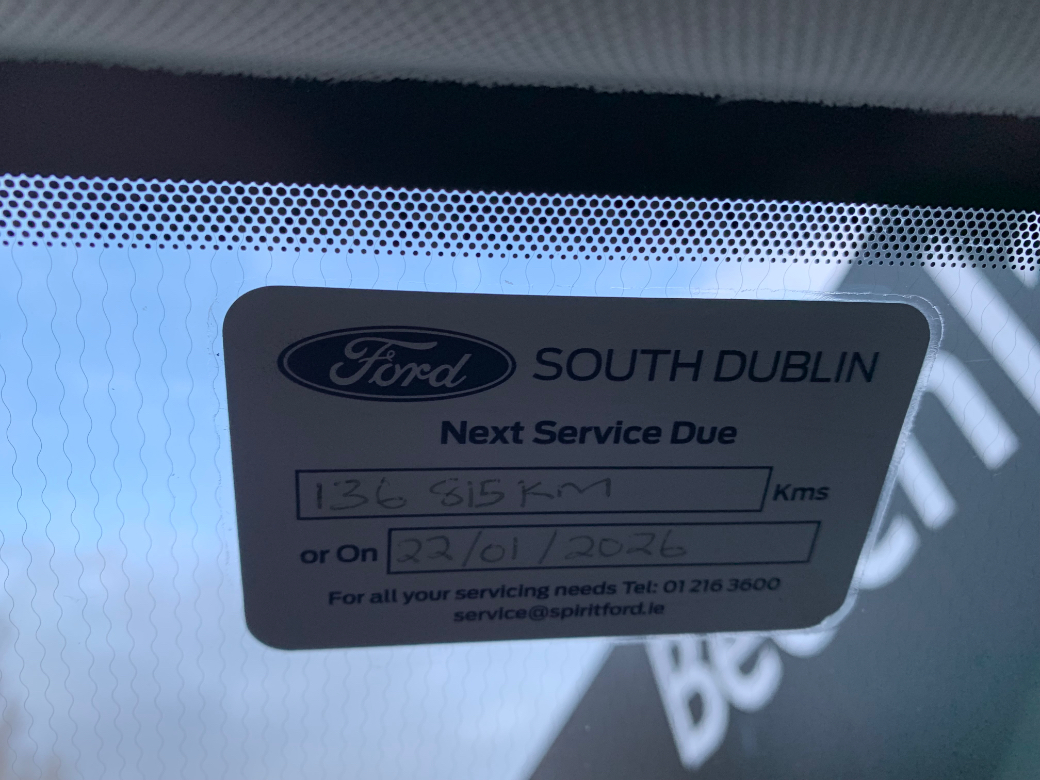 Ford SOUTH DUBLIN
Next Service Due
136 815 KM Kms
or On 22/01/2026
For all your servicing needs Tel: 01 216 3600
service@spiritford.ie